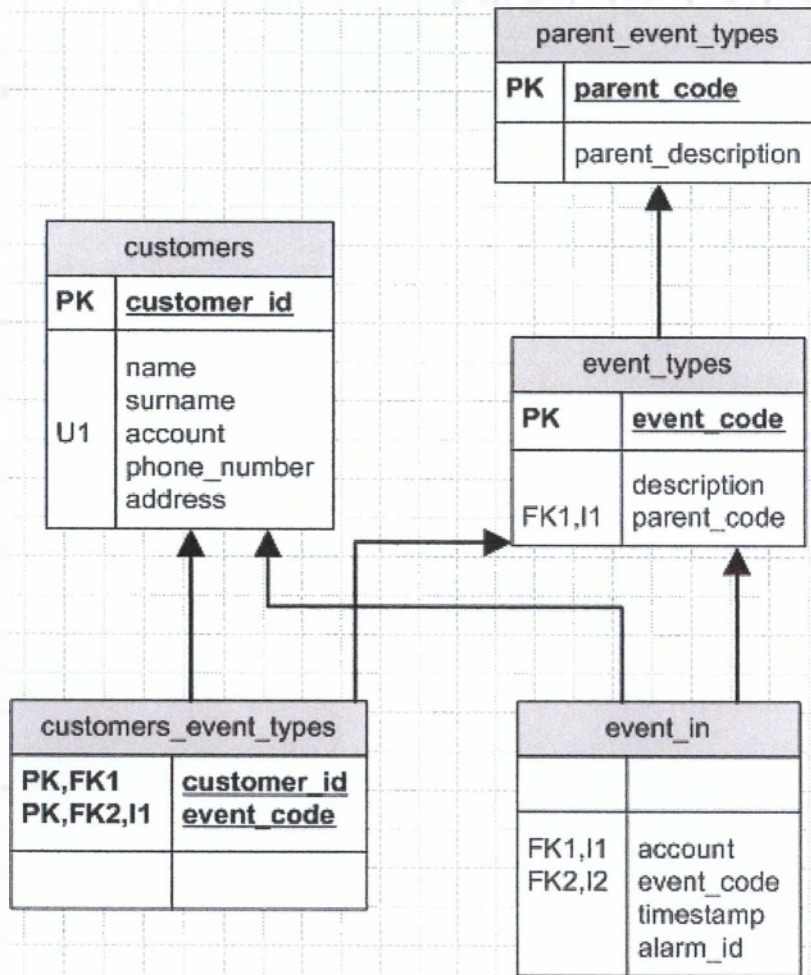 parent_event_types
PK parent_code
parent_description
customers
PK customer_id
name
surname
U1 account
phone_number
address
event_types
PK event_code
description
FK1,I1 parent_code
customers_event_types
PK,FK1 customer_id
PK,FK2,I1 event_code
event_in
FK1,I1 account
FK2,I2 event_code
timestamp
alarm_id